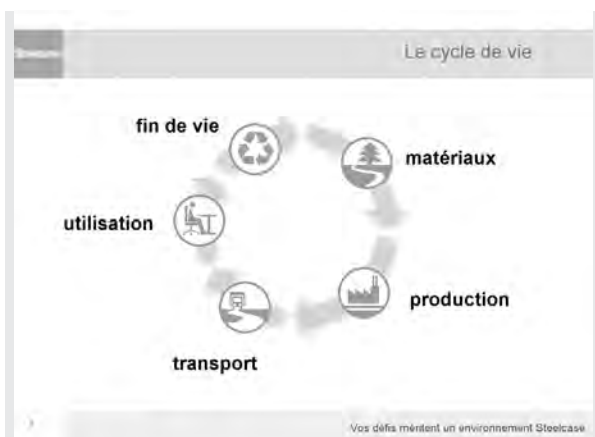 Le cycle de vie
fin de vie
matériaux
utilisation
production
transport
Vos défis méritent un environnement Steelcase